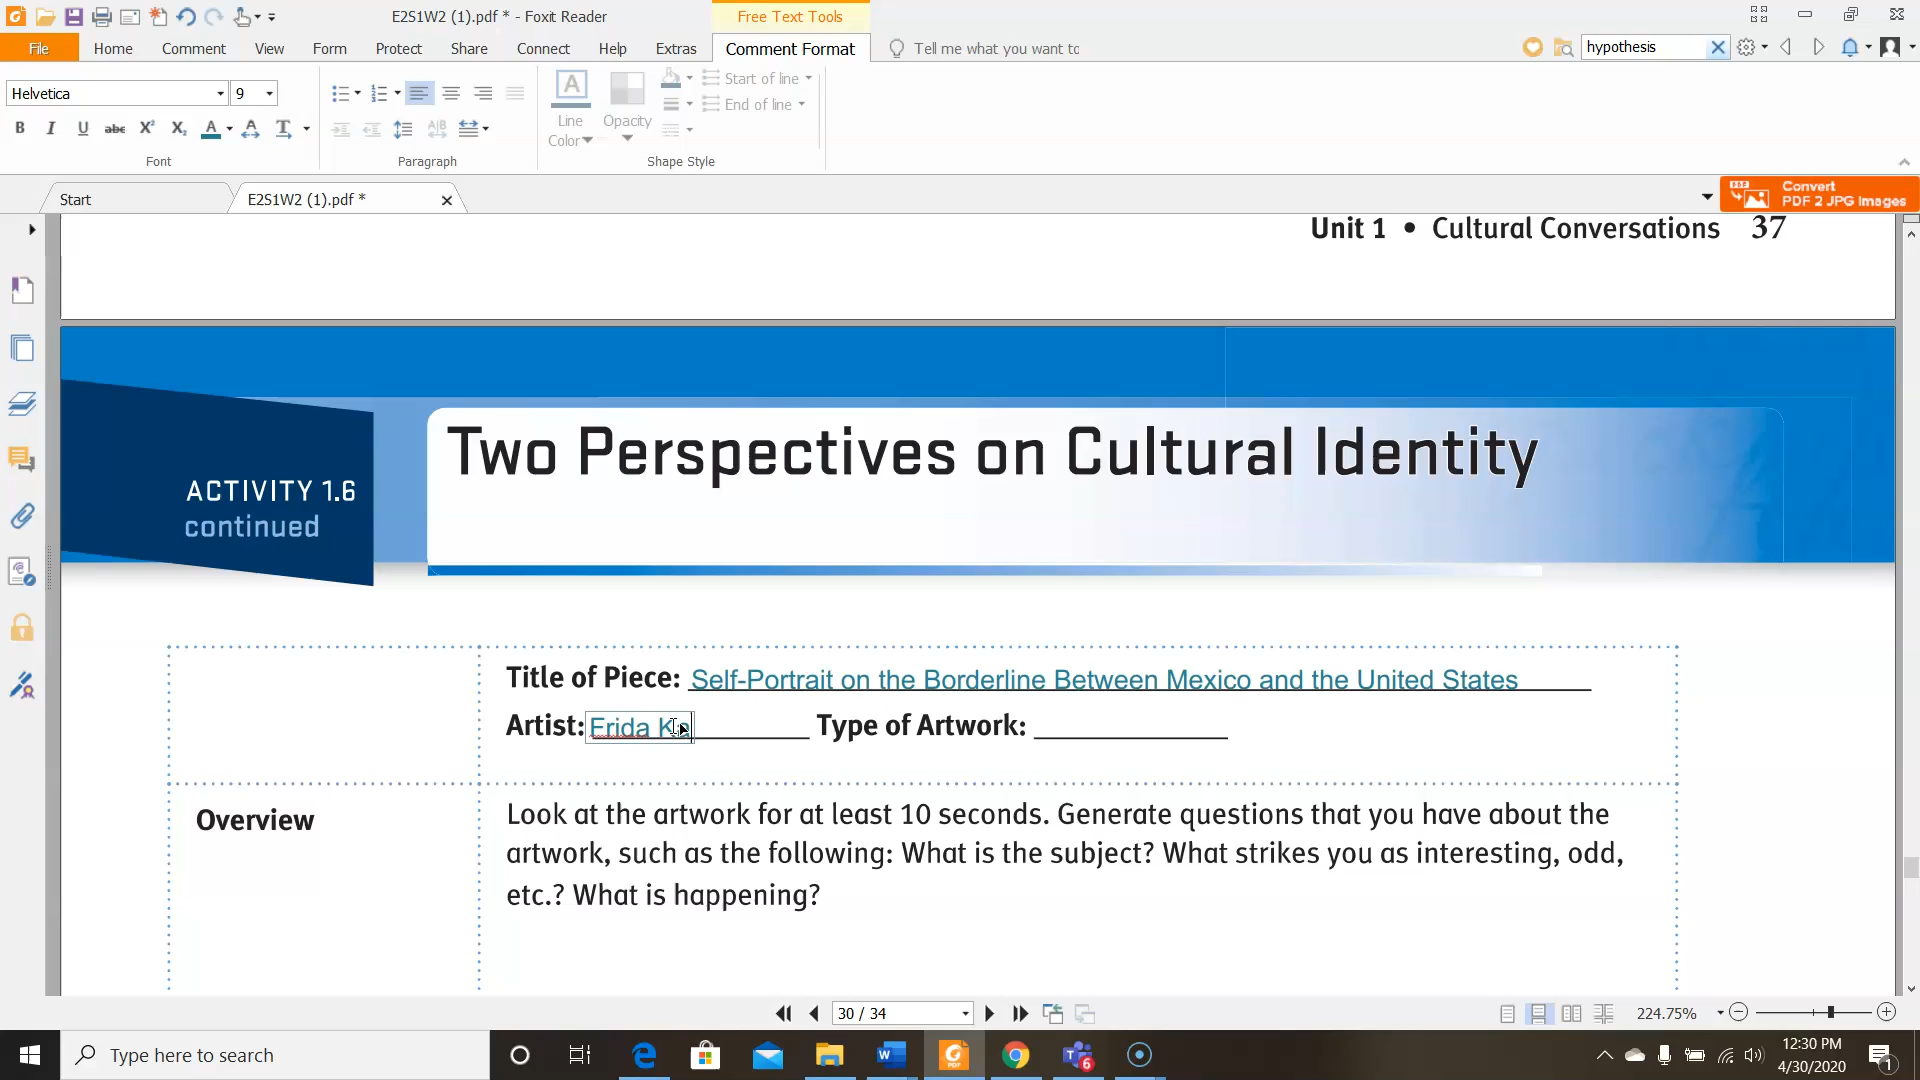 E2S1W2 (1).pdf * - Foxit Reader
Free Text Tools
File Home Comment View Form Protect Share Connect Help Extras Comment Format Tell me what you want to
hypothesis
Helvetica 9
Start of line
End of line
Line Color
Opacity
Font Paragraph Shape Style
Start
E2S1W2 (1).pdf *
Convert
PDF 2 JPG Images
Unit 1 • Cultural Conversations 37
Two Perspectives on Cultural Identity
ACTIVITY 1.6
continued
Title of Piece: Self-Portrait on the Borderline Between Mexico and the United States
Artist: Frida Ka Type of Artwork:
Overview
Look at the artwork for at least 10 seconds. Generate questions that you have about the
artwork, such as the following: What is the subject? What strikes you as interesting, odd,
etc.? What is happening?
30 / 34
224.75%
Type here to search
12:30 PM
4/30/2020